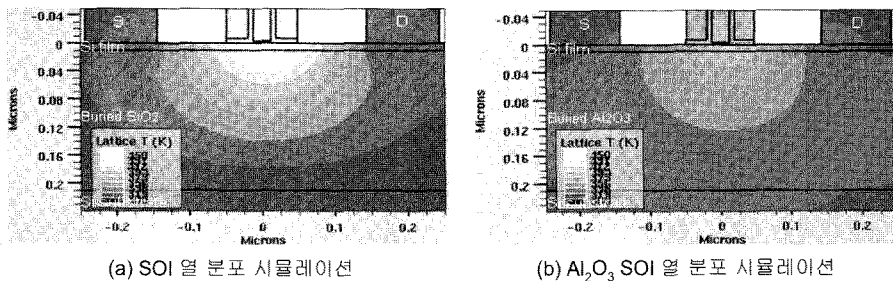 -0.04
0
0.04
0.08
0.12
0.16
0.2
Microns
S
D
Si film
Buried SiO2
Lattice T (K)
-0.2
-0.1
0
0.1
0.2
Microns
(a) SOI 열 분포 시뮬레이션
-0.04
0
0.04
0.08
0.12
0.16
0.2
Microns
S
D
Si film
Buried Al2O3
Lattice T (K)
-0.2
-0.1
0
0.1
0.2
Microns
(b) Al₂O₃ SOI 열 분포 시뮬레이션